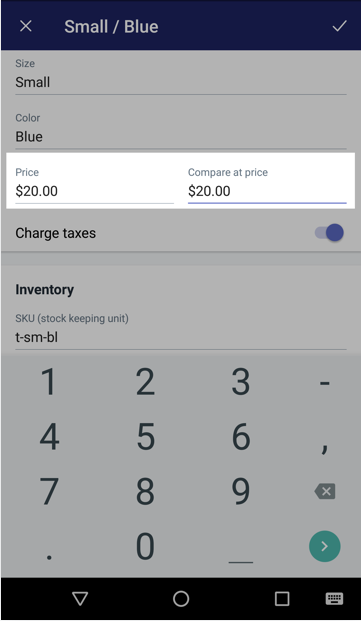 Small / Blue
Size
Small
Color
Blue
Price Compare at price
$20.00 $20.00
Charge taxes
Inventory
SKU (stock keeping unit)
t-sm-bl
1 2 3 -
4 5 6 ,
7 8 9
. 0 _